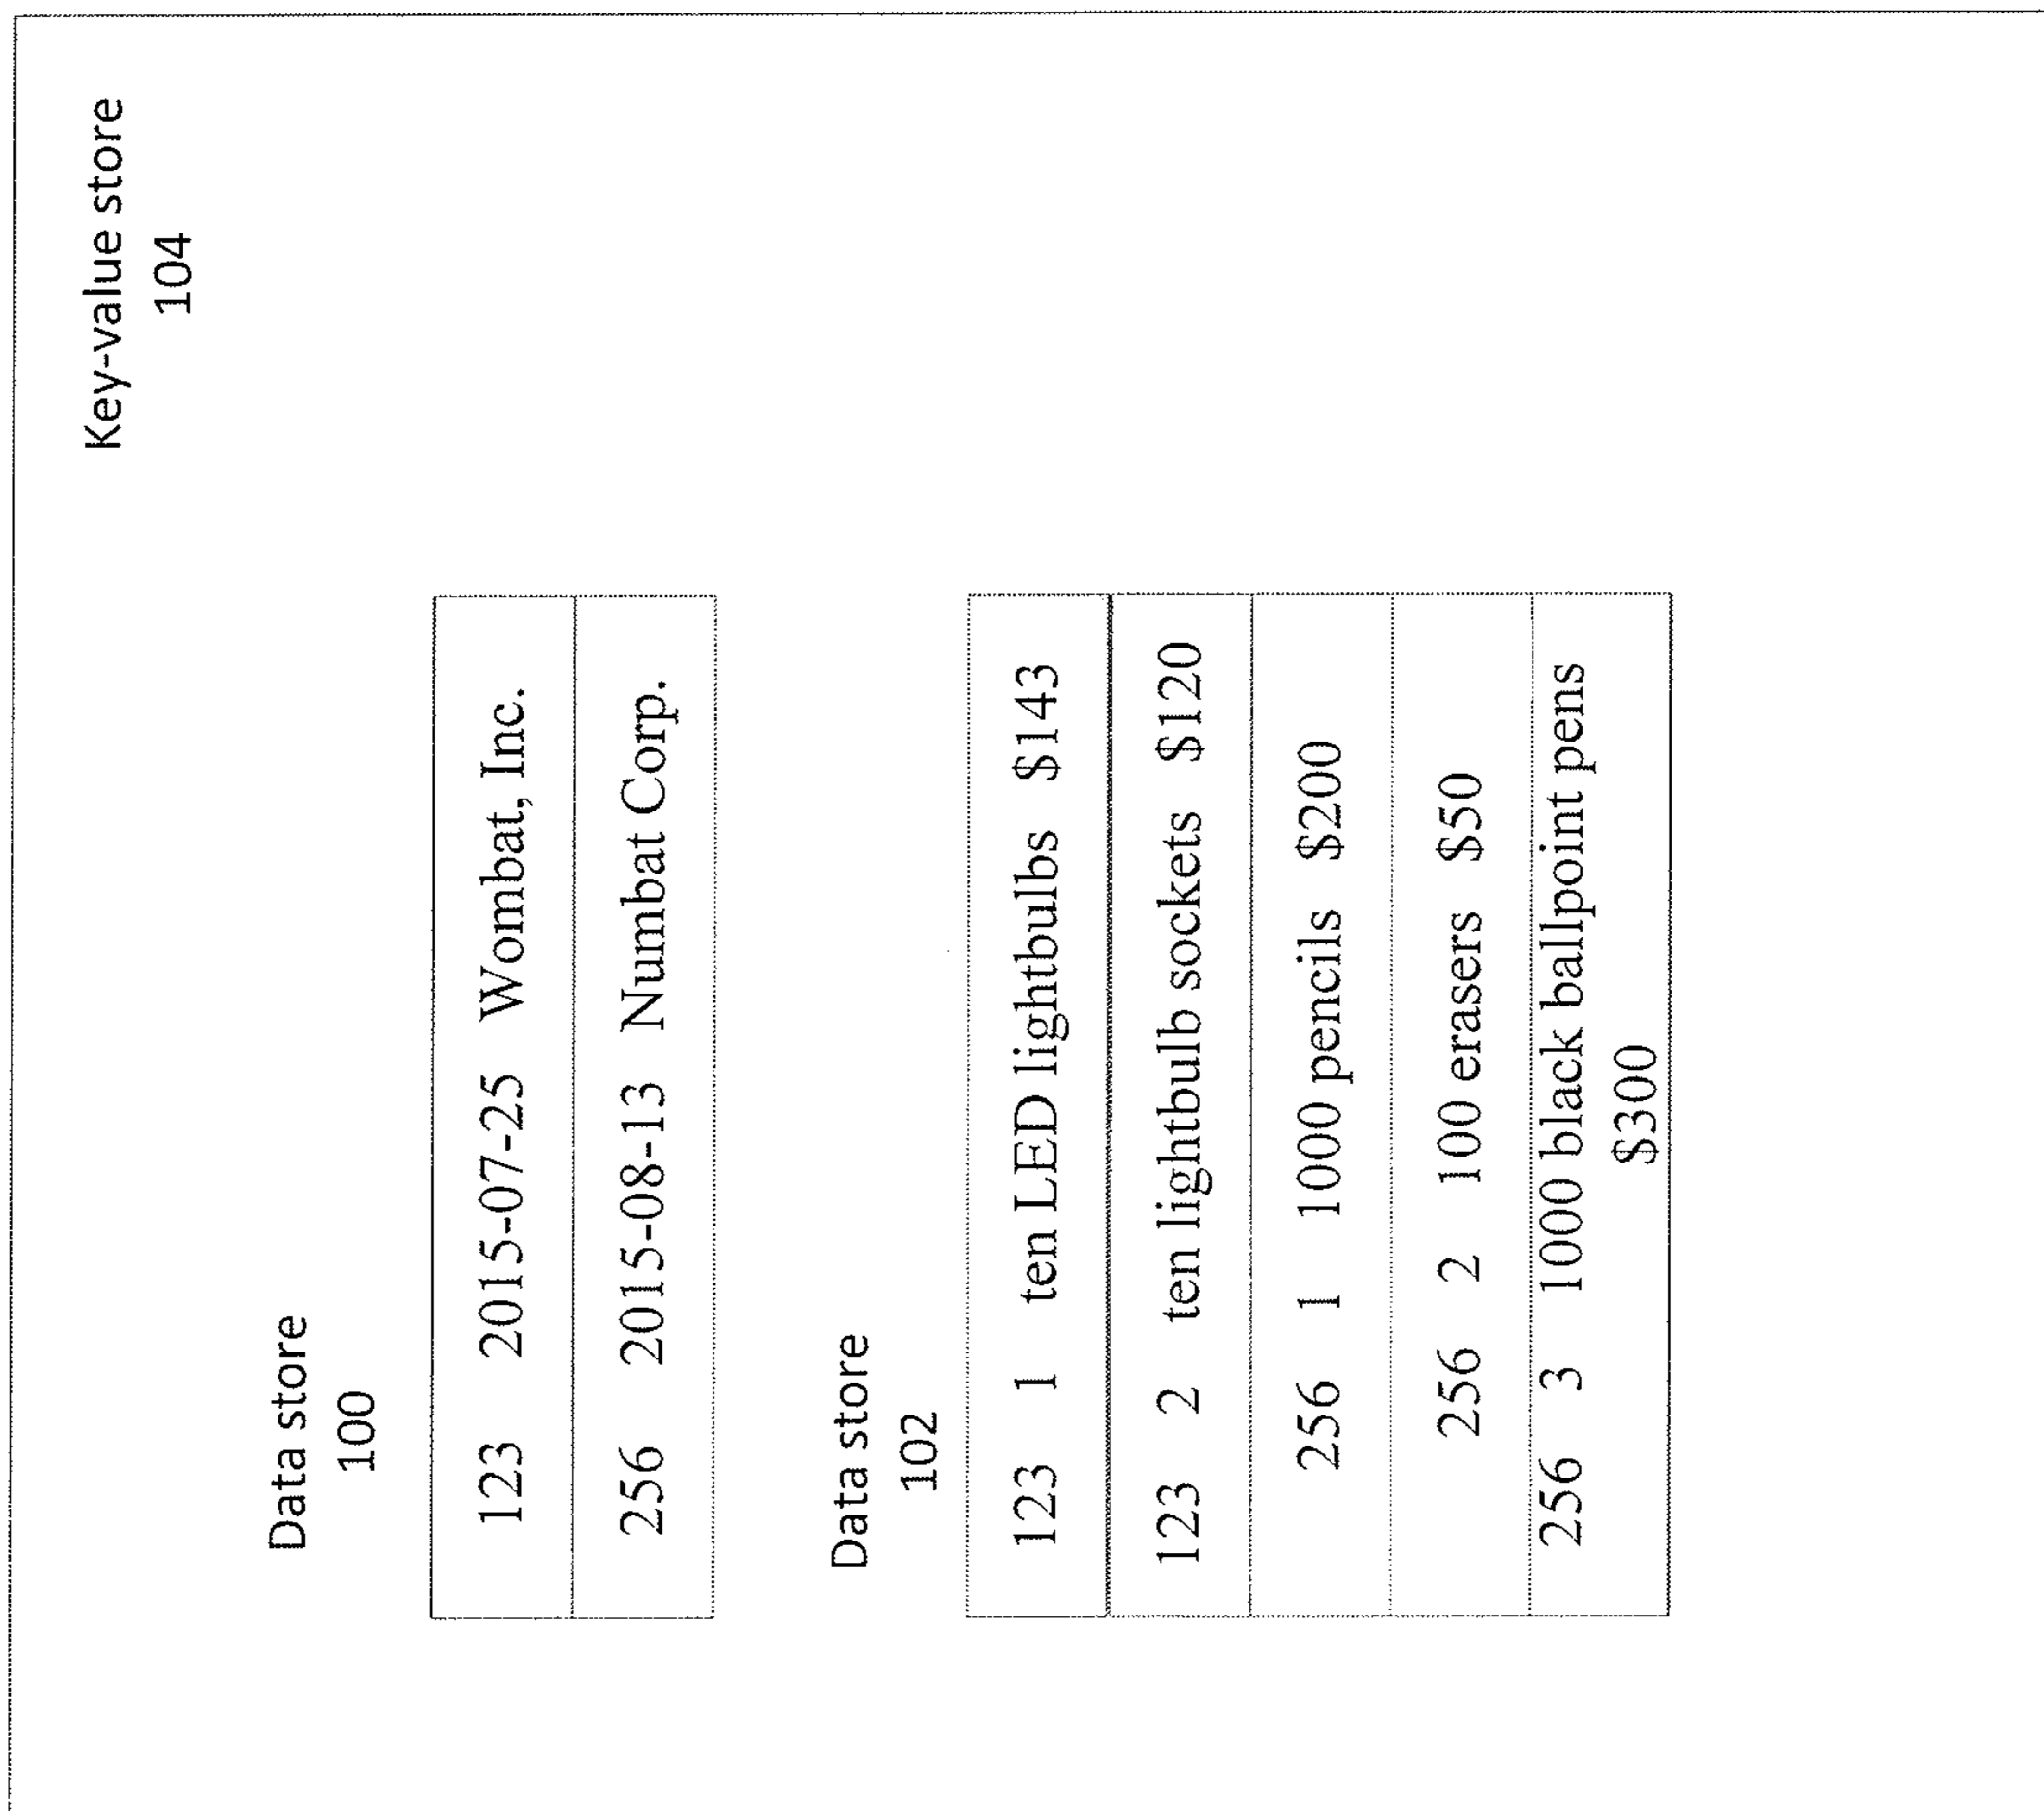 Key-value store
104
Data store
100
123 2015-07-25 Wombat, Inc.
256 2015-08-13 Numbat Corp.
Data store
102
123 1 ten LED lightbulbs $143
123 2 ten lightbulb sockets $120
256 1 1000 pencils $200
256 2 100 erasers $50
256 3 1000 black ballpoint pens
$300